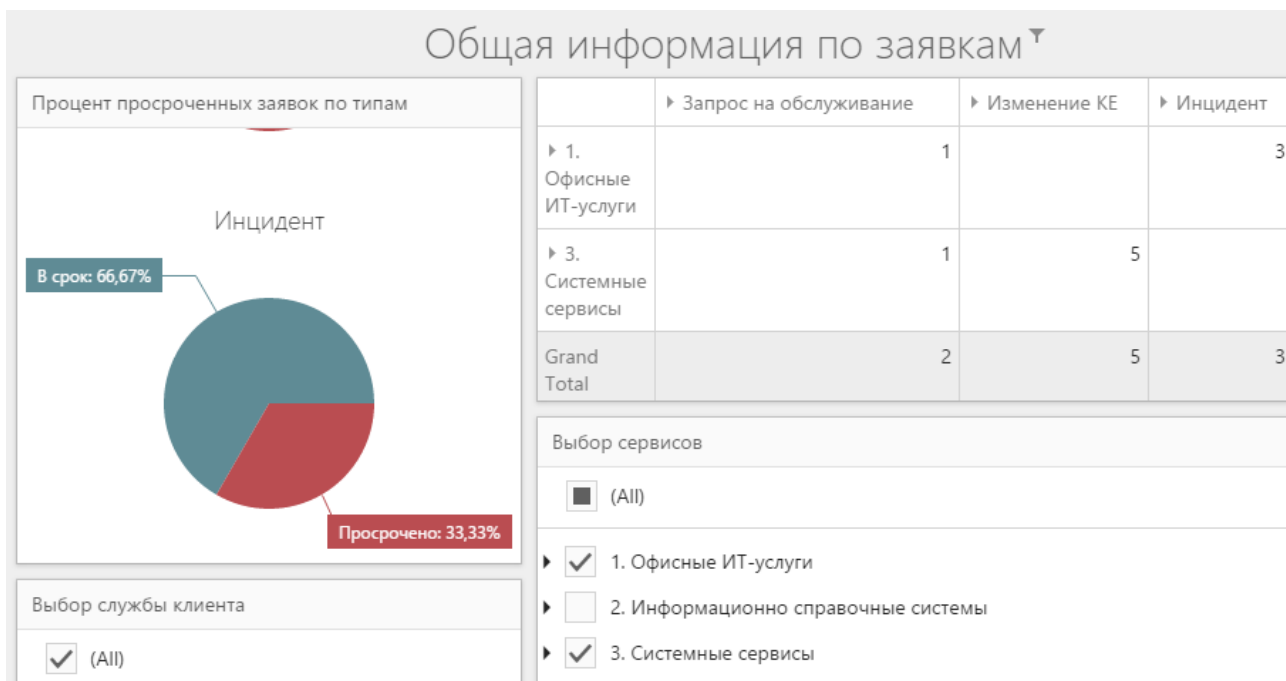 Общая информация по заявкам
Процент просроченных заявок по типам
Инцидент
В срок: 66,67%
Просрочено: 33,33%
Выбор службы клиента
(All)
Запрос на обслуживание
Изменение КЕ
Инцидент
1.
Офисные
ИТ-услуги
1
3
3.
Системные
сервисы
1
5
Grand
Total
2
5
3
Выбор сервисов
(All)
1. Офисные ИТ-услуги
2. Информационно справочные системы
3. Системные сервисы